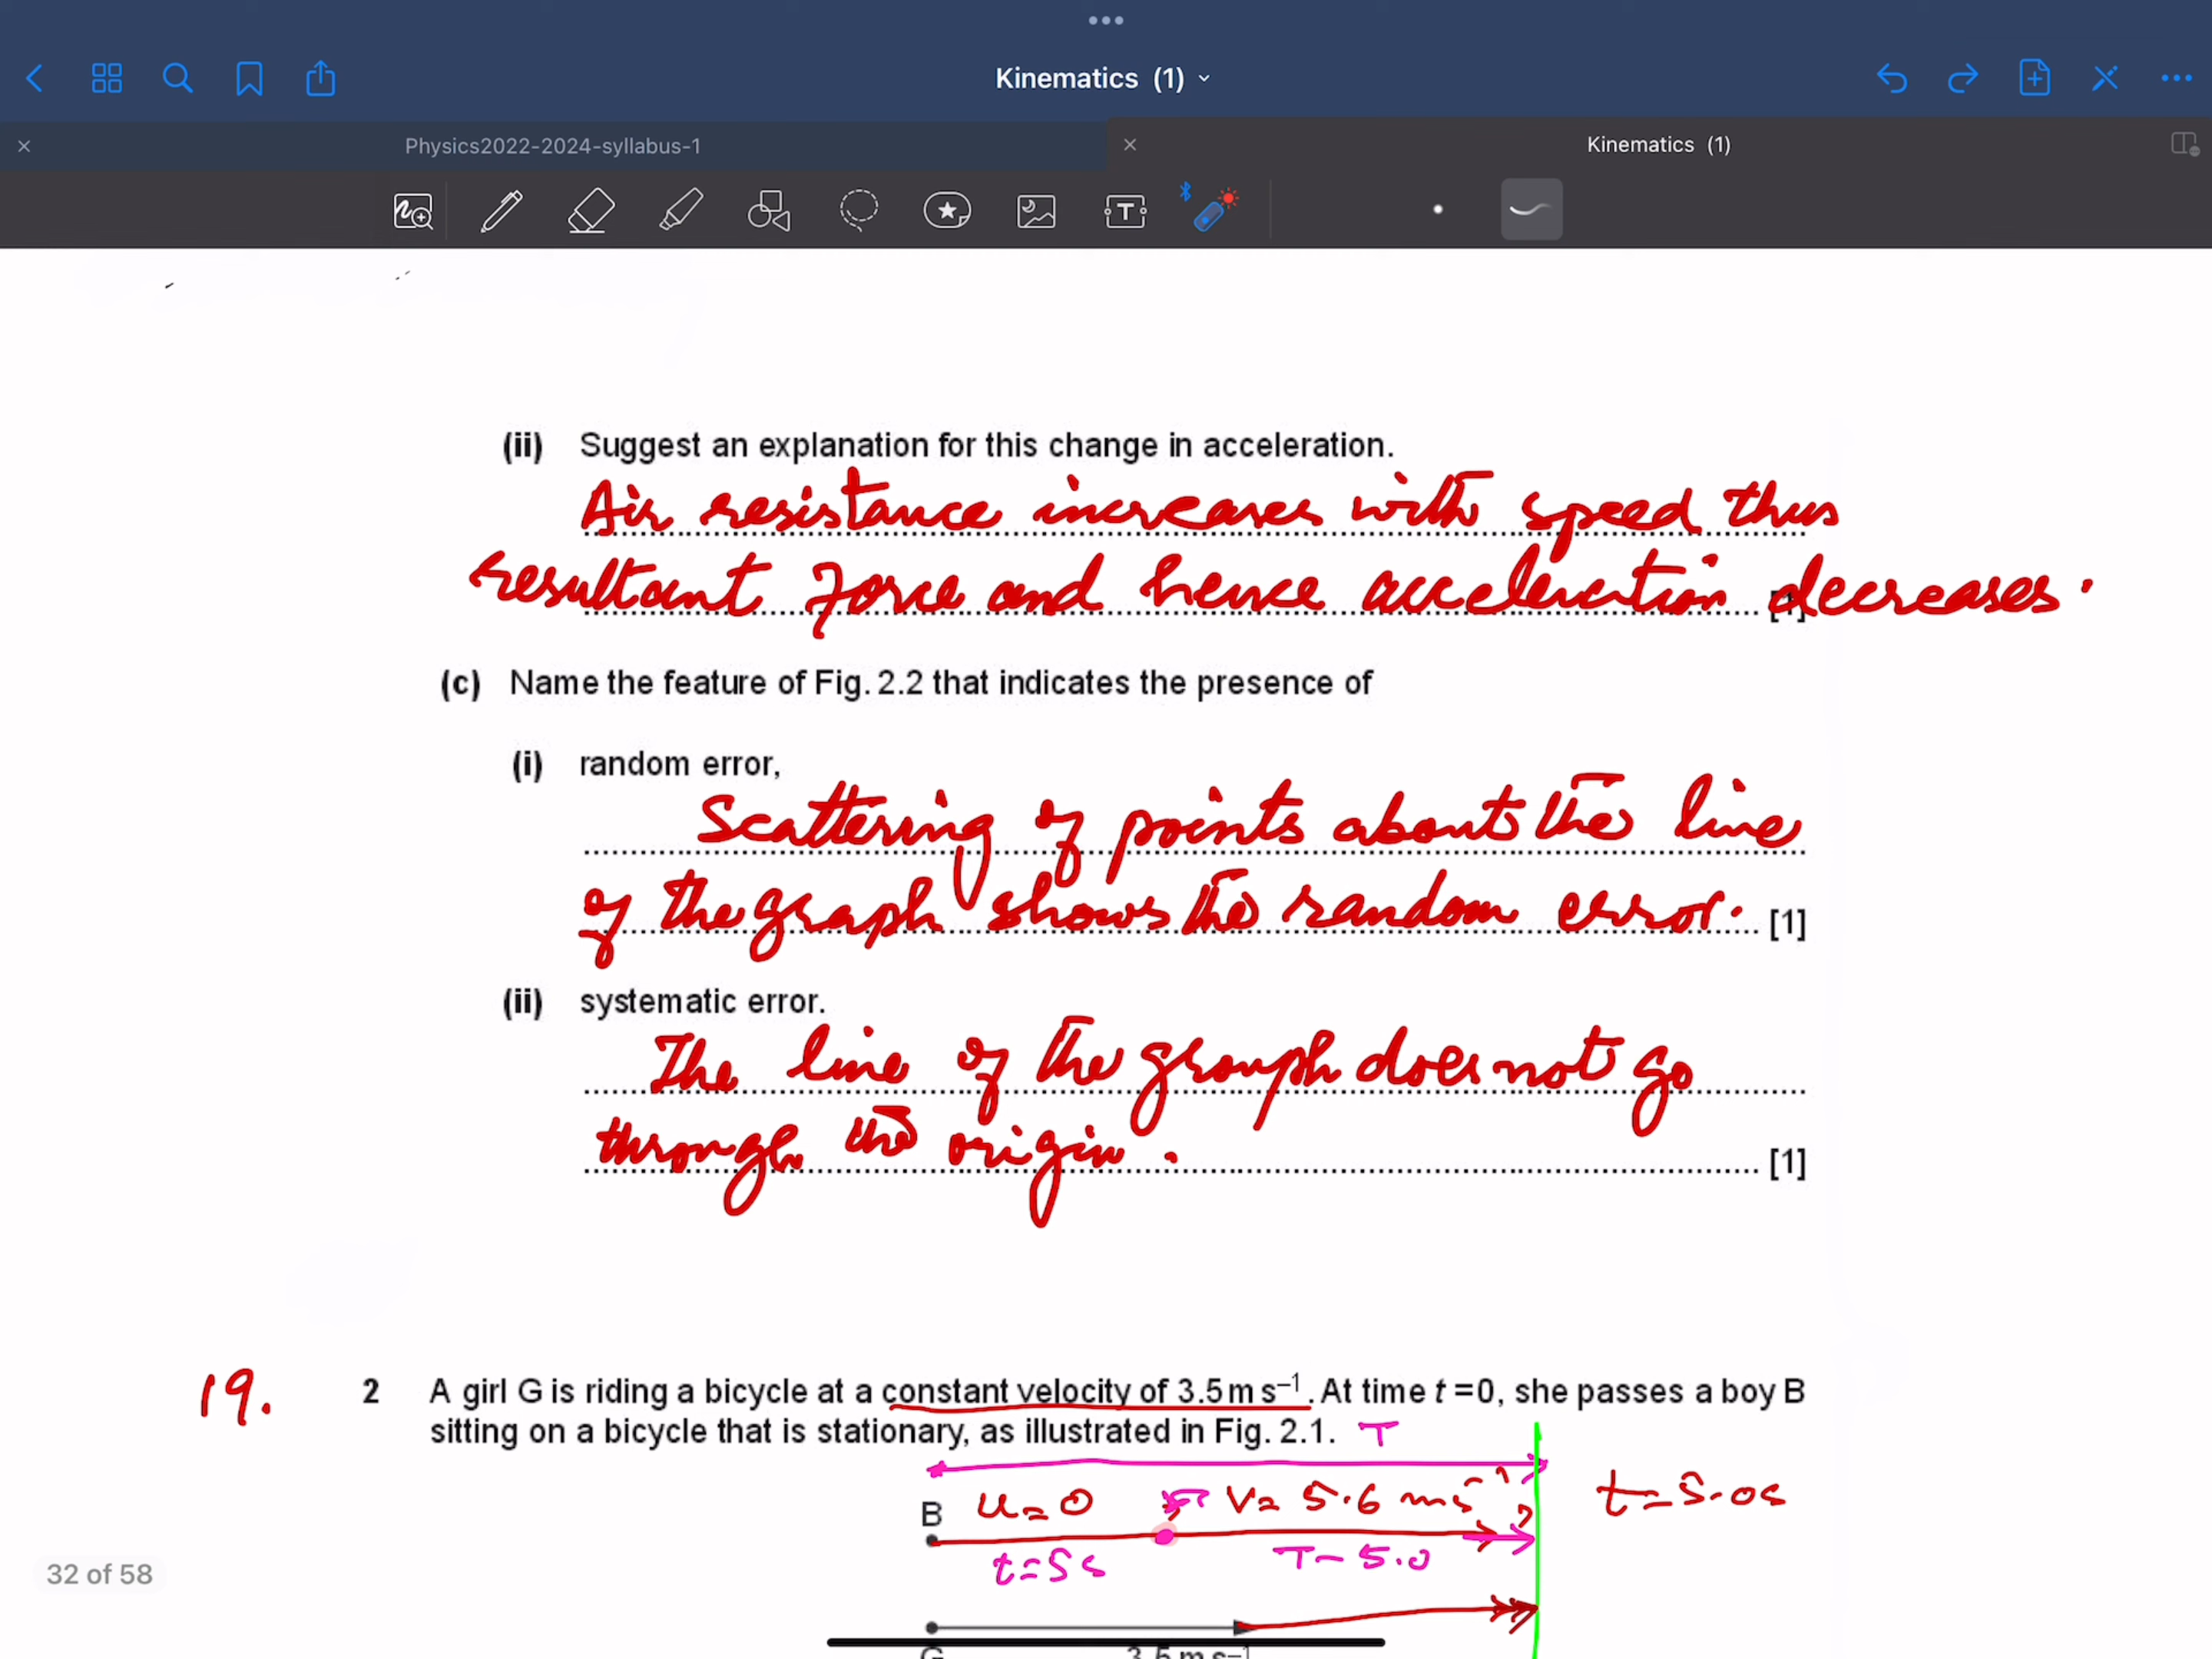 Kinematics (1)
Physics2022-2024-syllabus-1
Kinematics (1)
T
(ii) Suggest an explanation for this change in acceleration.
Air resistance increases with speed thus
resultant force and hence acceleration decreases.
(c) Name the feature of Fig. 2.2 that indicates the presence of
(i) random error,
Scattering of points about the line
of the graph shows the random error. [1]
(ii) systematic error.
The line of the graph does not go
through the origin. [1]
19. 2 A girl G is riding a bicycle at a constant velocity of 3.5 m s⁻¹. At time t = 0, she passes a boy B
sitting on a bicycle that is stationary, as illustrated in Fig. 2.1. T
B u = 0 V = 5.6 ms⁻¹ t = 5.0s
t = 5s T - 5.0
32 of 58
3.5 m s⁻¹